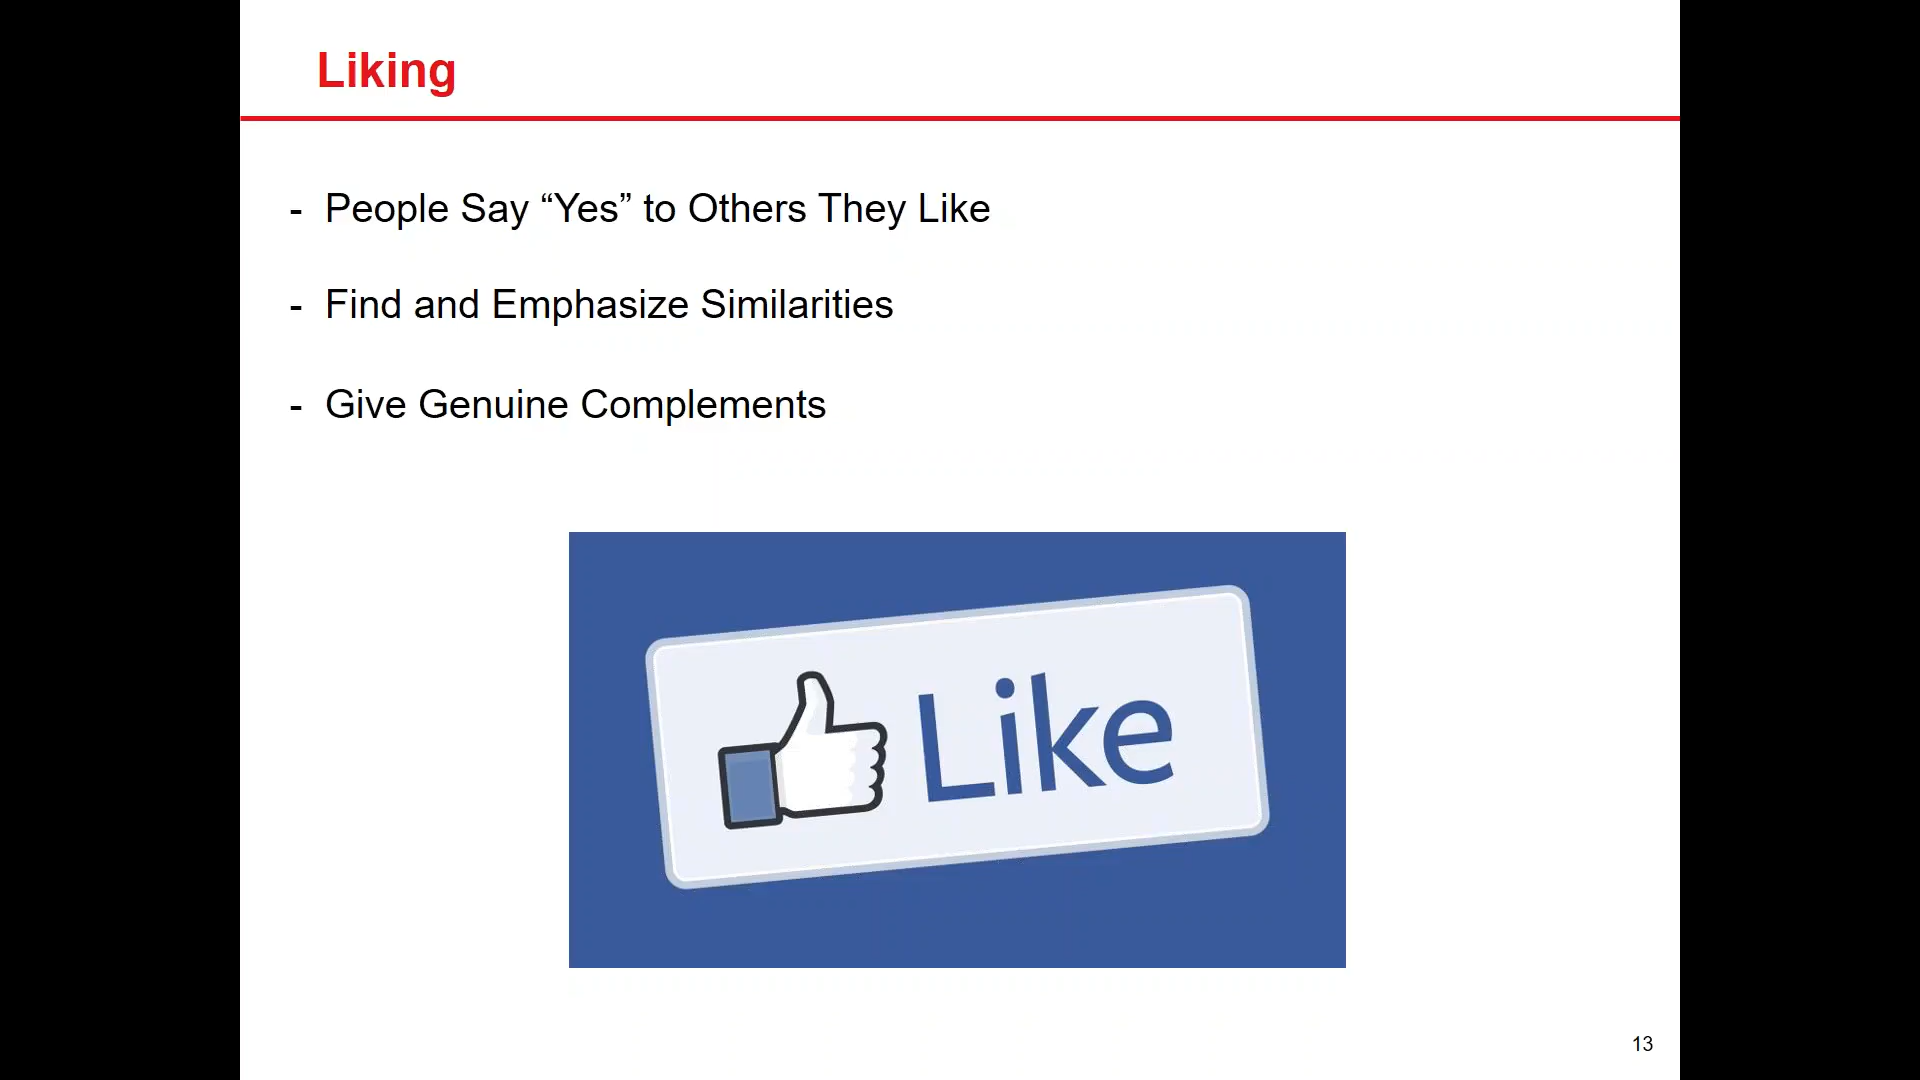 Liking
- People Say “Yes” to Others They Like
- Find and Emphasize Similarities
- Give Genuine Complements
Like
13